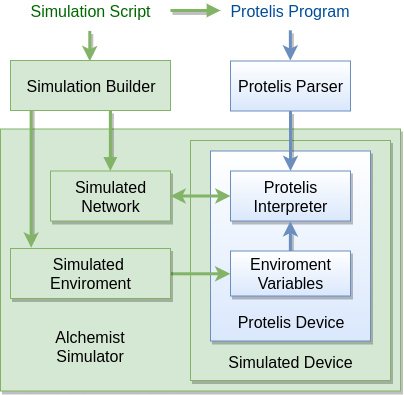 Simulation Script
Protelis Program
Simulation Builder
Protelis Parser
Simulated
Network
Protelis
Interpreter
Simulated
Enviroment
Enviroment
Variables
Protelis Device
Alchemist
Simulator
Simulated Device